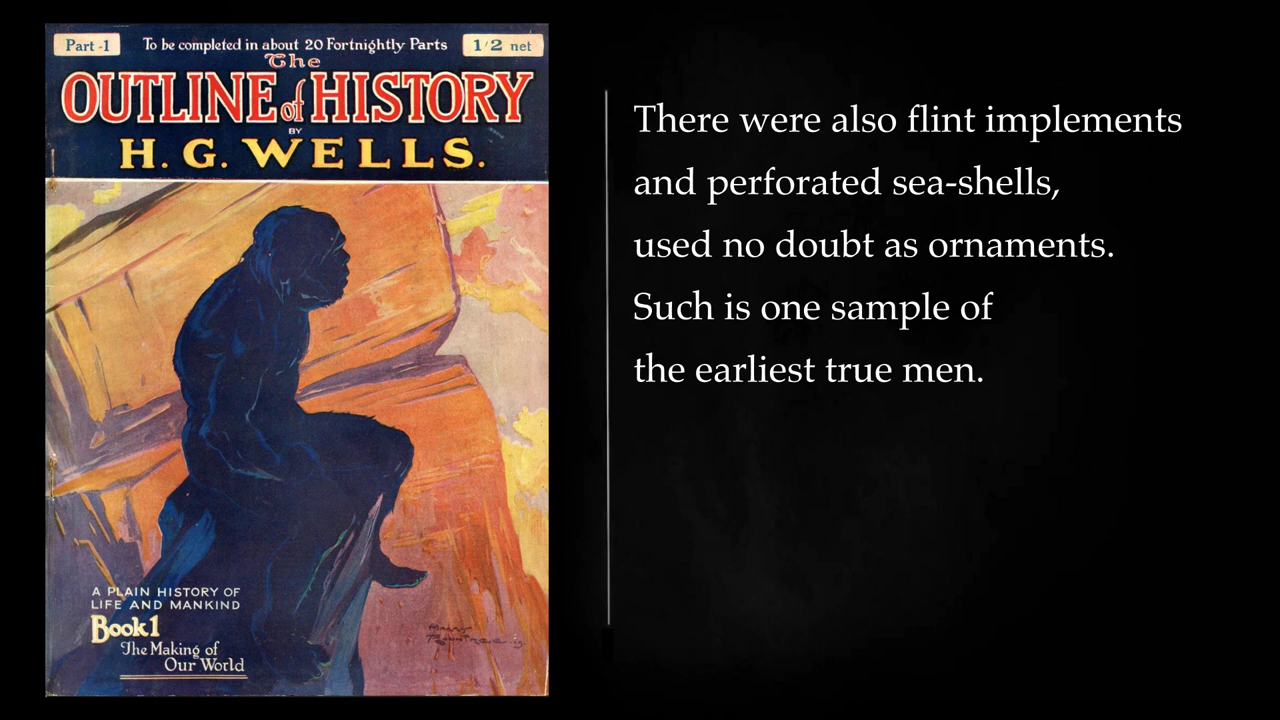 Part -1
To be completed in about 20 Fortnightly Parts
1/2 net
The
OUTLINE of HISTORY
BY
H. G. WELLS.
A PLAIN HISTORY OF
LIFE AND MANKIND
Book 1
The Making of
Our World
There were also flint implements
and perforated sea-shells,
used no doubt as ornaments.
Such is one sample of
the earliest true men.